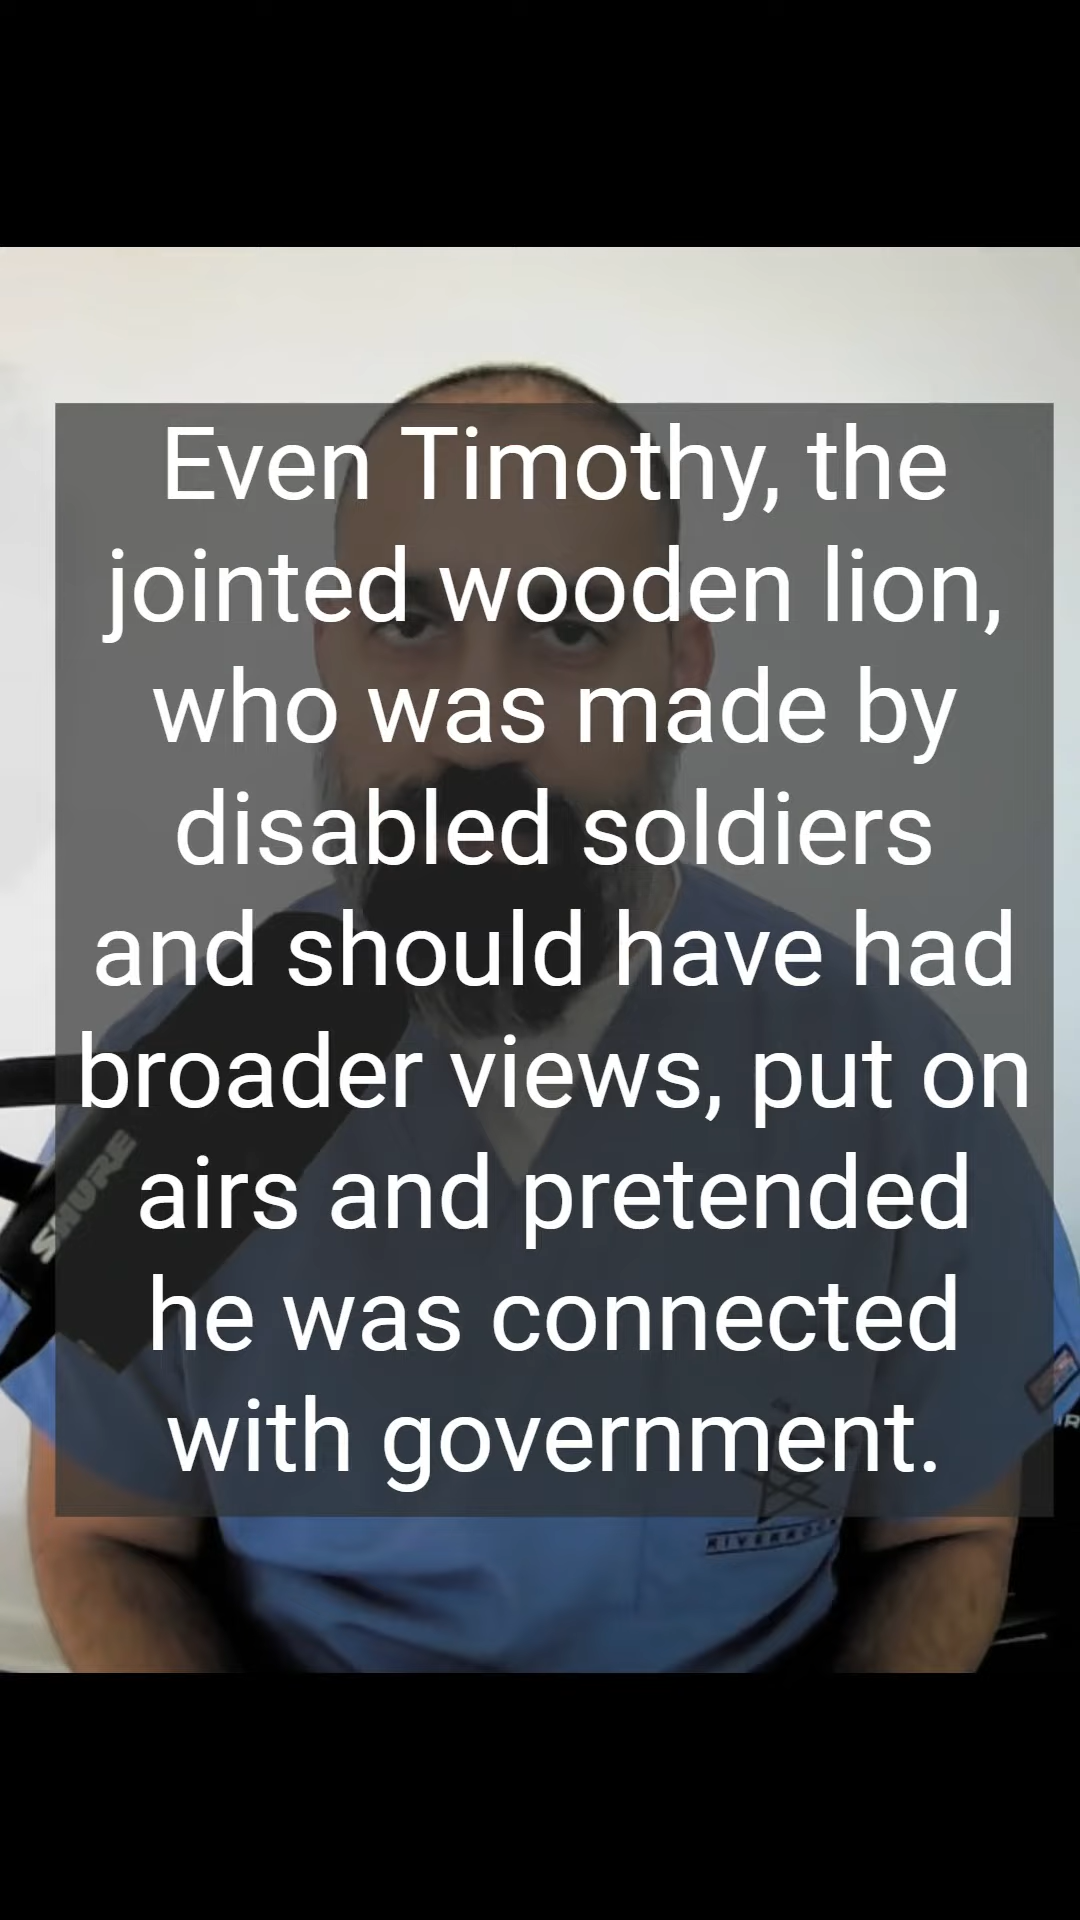 Even Timothy, the
jointed wooden lion,
who was made by
disabled soldiers
and should have had
broader views, put on
airs and pretended
he was connected
with government.
SHURE
RIVERROCK